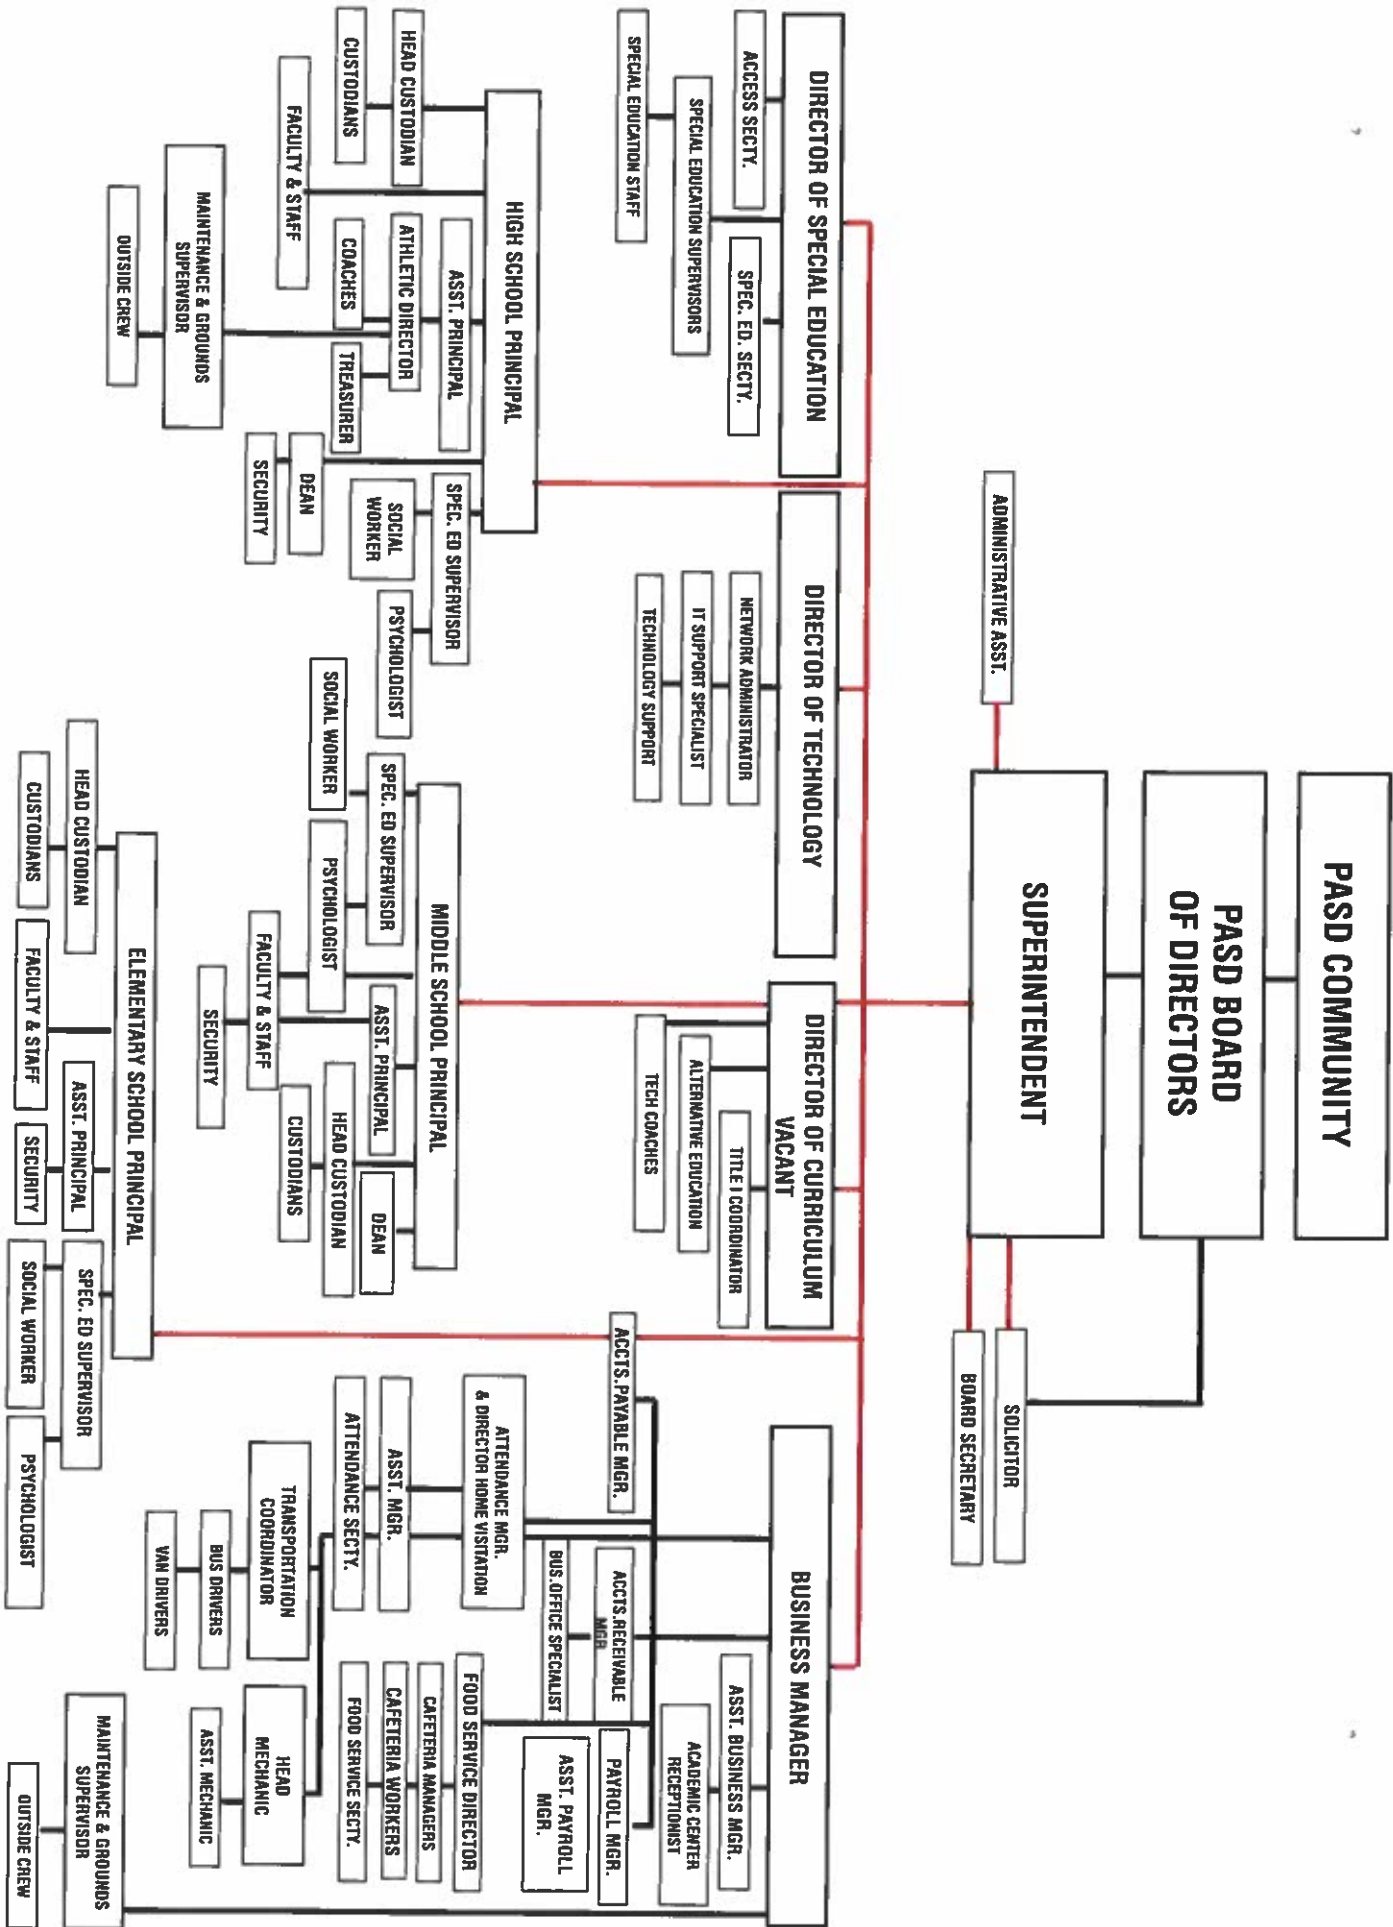 PASD COMMUNITY
PASD BOARD
OF DIRECTORS
SUPERINTENDENT
ADMINISTRATIVE ASST.
SOLICITOR
BOARD SECRETARY
DIRECTOR OF SPECIAL EDUCATION
ACCESS SECTY.
SPEC. ED. SECTY.
SPECIAL EDUCATION SUPERVISORS
SPECIAL EDUCATION STAFF
DIRECTOR OF TECHNOLOGY
NETWORK ADMINISTRATOR
IT SUPPORT SPECIALIST
TECHNOLOGY SUPPORT
DIRECTOR OF CURRICULUM
VACANT
TITLE I COORDINATOR
ALTERNATIVE EDUCATION
TECH COACHES
BUSINESS MANAGER
ASST. BUSINESS MGR.
ACADEMIC CENTER
RECEPTIONIST
ACCTS.PAYABLE MGR.
ACCTS.RECEIVABLE
MGR
BUS.OFFICE SPECIALIST
PAYROLL MGR.
ASST. PAYROLL
MGR.
ATTENDANCE MGR.
& DIRECTOR HOME VISITATION
ASST. MGR.
ATTENDANCE SECTY.
FOOD SERVICE DIRECTOR
CAFETERIA MANAGERS
CAFETERIA WORKERS
FOOD SERVICE SECTY.
TRANSPORTATION
COORDINATOR
BUS DRIVERS
VAN DRIVERS
HEAD
MECHANIC
ASST. MECHANIC
MAINTENANCE & GROUNDS
SUPERVISOR
OUTSIDE CREW
HIGH SCHOOL PRINCIPAL
HEAD CUSTODIAN
CUSTODIANS
FACULTY & STAFF
ASST. PRINCIPAL
ATHLETIC DIRECTOR
COACHES
TREASURER
MAINTENANCE & GROUNDS
SUPERVISOR
OUTSIDE CREW
DEAN
SECURITY
SPEC. ED SUPERVISOR
SOCIAL
WORKER
PSYCHOLOGIST
MIDDLE SCHOOL PRINCIPAL
SPEC. ED SUPERVISOR
SOCIAL WORKER
PSYCHOLOGIST
FACULTY & STAFF
ASST. PRINCIPAL
SECURITY
HEAD CUSTODIAN
CUSTODIANS
DEAN
ELEMENTARY SCHOOL PRINCIPAL
HEAD CUSTODIAN
CUSTODIANS
FACULTY & STAFF
ASST. PRINCIPAL
SECURITY
SPEC. ED SUPERVISOR
SOCIAL WORKER
PSYCHOLOGIST